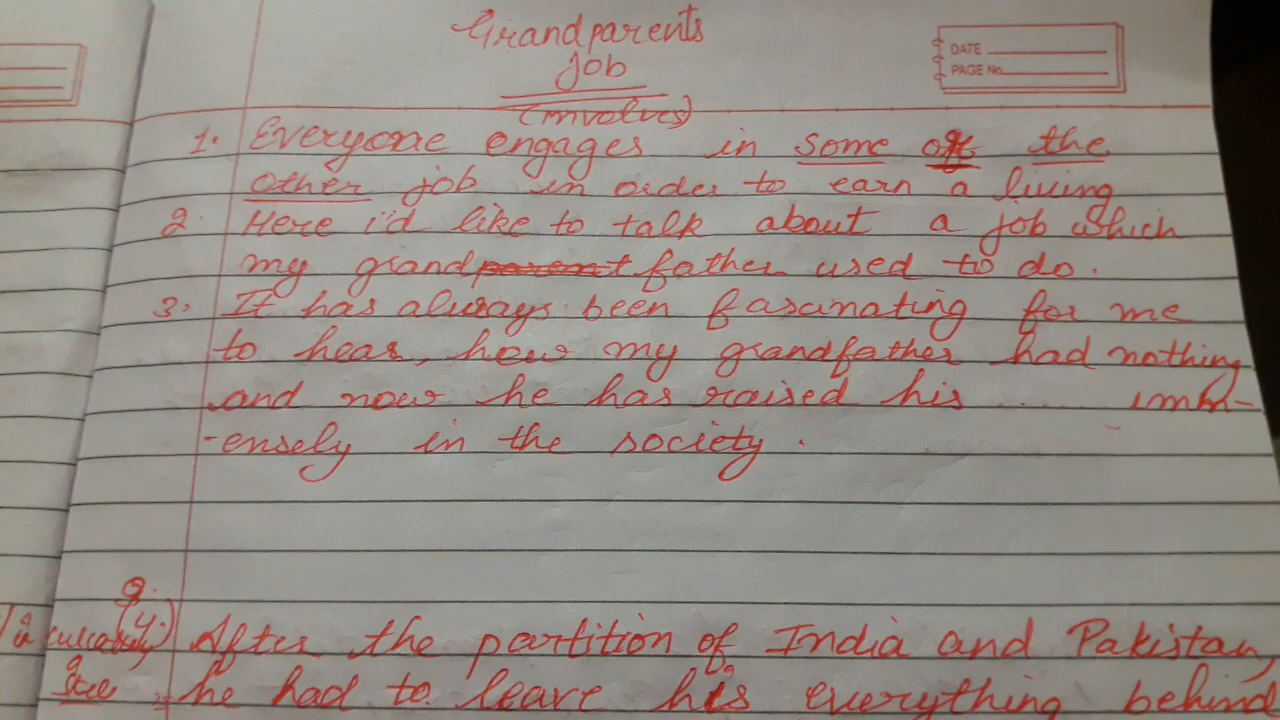 Grandparents
Job
DATE
PAGE No.
(involves)
1. Everyone engages in some or the
other job in order to earn a living
2. Here i'd like to talk about a job which
my grandfather used to do.
3. It has always been fascinating for me
to hear, how my grandfather had nothing
and now he has raised his imm-
-ensely in the society.
(4.) After the partition of India and Pakistan,
he had to leave his everything behind